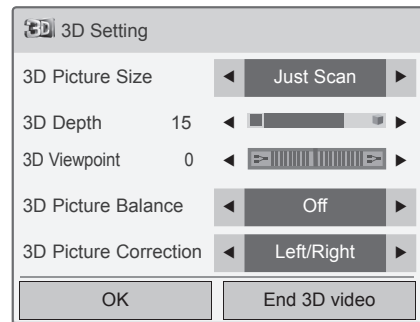 3D 3D Setting
3D Picture Size ◀ Just Scan ▶
3D Depth 15 ◀ ▶
3D Viewpoint 0 ◀ ▶
3D Picture Balance ◀ Off ▶
3D Picture Correction ◀ Left/Right ▶
OK End 3D video